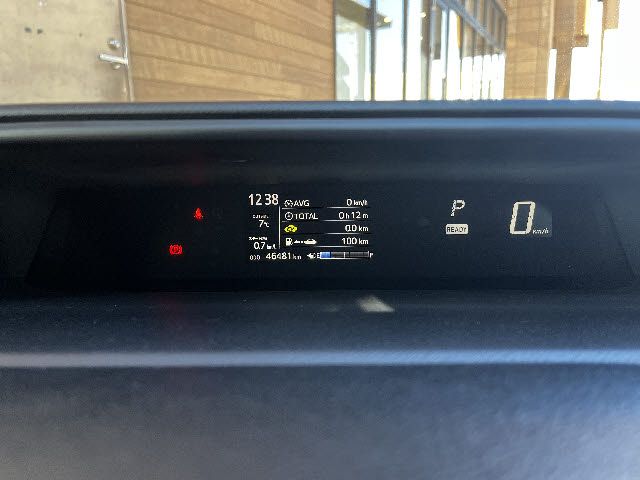 12 38
AVG 0 km/h
TOTAL 0 h 12 m
7℃
0.0 km
0.7
100 km
ODO 46481 km
E F
P
READY
0 km/h